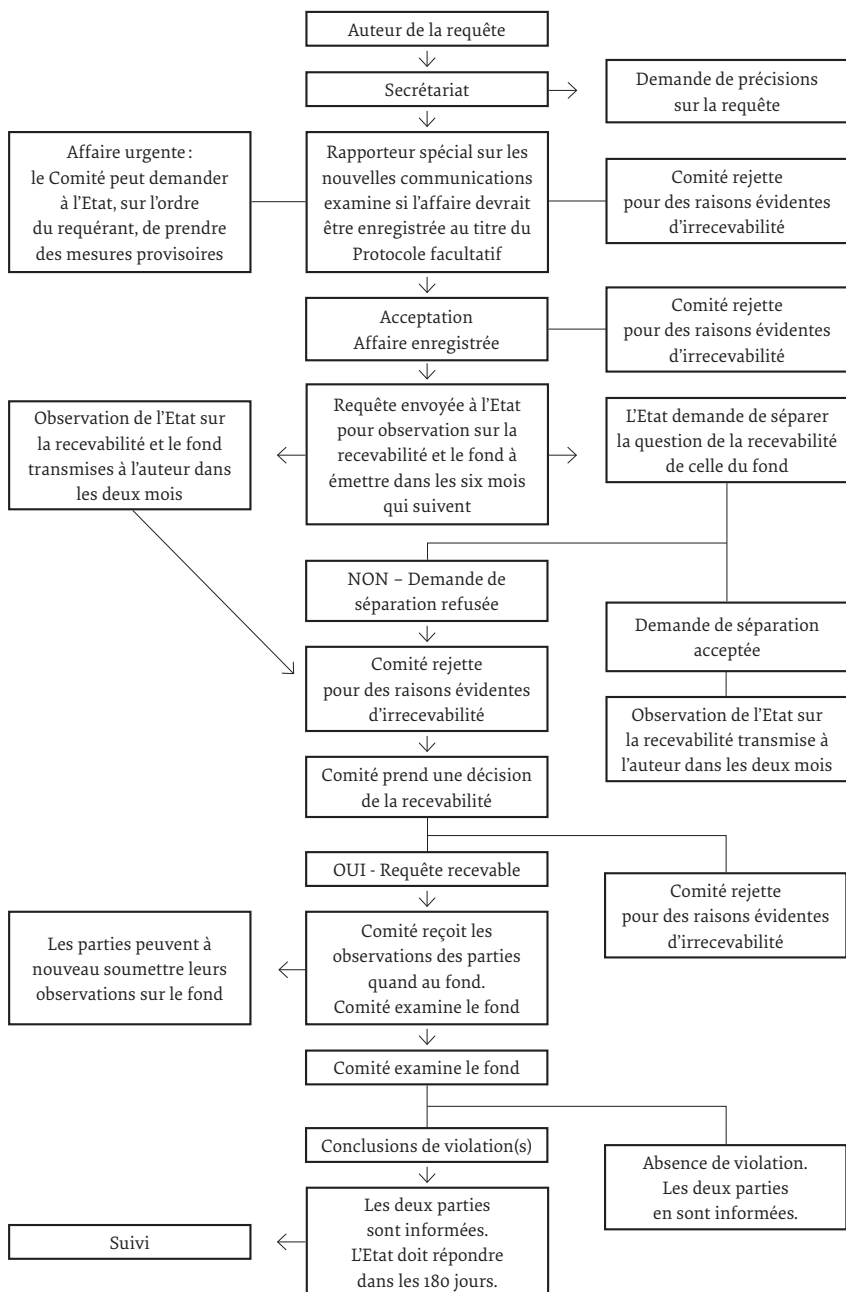 Auteur de la requête
Secrétariat
Demande de précisions
sur la requête
Affaire urgente :
le Comité peut demander
à l'Etat, sur l'ordre
du requérant, de prendre
des mesures provisoires
Rapporteur spécial sur les
nouvelles communications
examine si l'affaire devrait
être enregistrée au titre du
Protocole facultatif
Comité rejette
pour des raisons évidentes
d'irrecevabilité
Acceptation
Affaire enregistrée
Comité rejette
pour des raisons évidentes
d'irrecevabilité
Observation de l'Etat sur
la recevabilité et le fond
transmises à l'auteur dans
les deux mois
Requête envoyée à l'Etat
pour observation sur la
recevabilité et le fond à
émettre dans les six mois
qui suivent
L'Etat demande de séparer
la question de la recevabilité
de celle du fond
NON – Demande de
séparation refusée
Demande de séparation
acceptée
Comité rejette
pour des raisons évidentes
d'irrecevabilité
Observation de l'Etat sur
la recevabilité transmise à
l'auteur dans les deux mois
Comité prend une décision
de la recevabilité
OUI - Requête recevable
Comité rejette
pour des raisons évidentes
d'irrecevabilité
Les parties peuvent à
nouveau soumettre leurs
observations sur le fond
Comité reçoit les
observations des parties
quand au fond.
Comité examine le fond
Comité examine le fond
Conclusions de violation(s)
Absence de violation.
Les deux parties
en sont informées.
Suivi
Les deux parties
sont informées.
L'Etat doit répondre
dans les 180 jours.